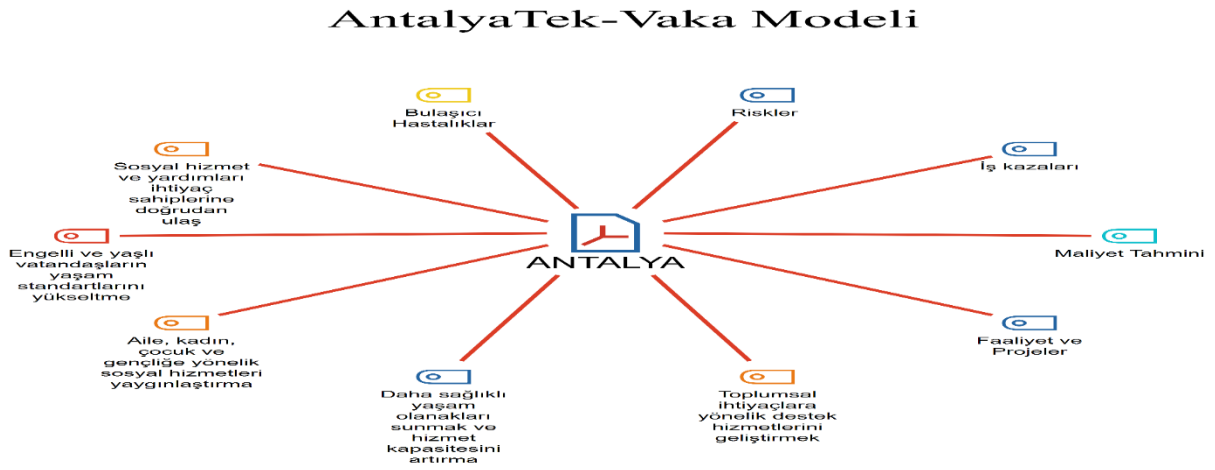 AntalyaTek-Vaka Modeli
Bulaşıcı
Hastalıklar
Riskler
Sosyal hizmet
ve yardımları
ihtiyaç
sahiplerine
doğrudan
ulaş
İş kazaları
Engelli ve yaşlı
vatandaşların
yaşam
standartlarını
yükseltme
ANTALYA
Maliyet Tahmini
Aile, kadın,
çocuk ve
gençliğe yönelik
sosyal hizmetleri
yaygınlaştırma
Faaliyet ve
Projeler
Daha sağlıklı
yaşam
olanakları
sunmak ve
hizmet
kapasitesini
artırma
Toplumsal
ihtiyaçlara
yönelik destek
hizmetlerini
geliştirmek